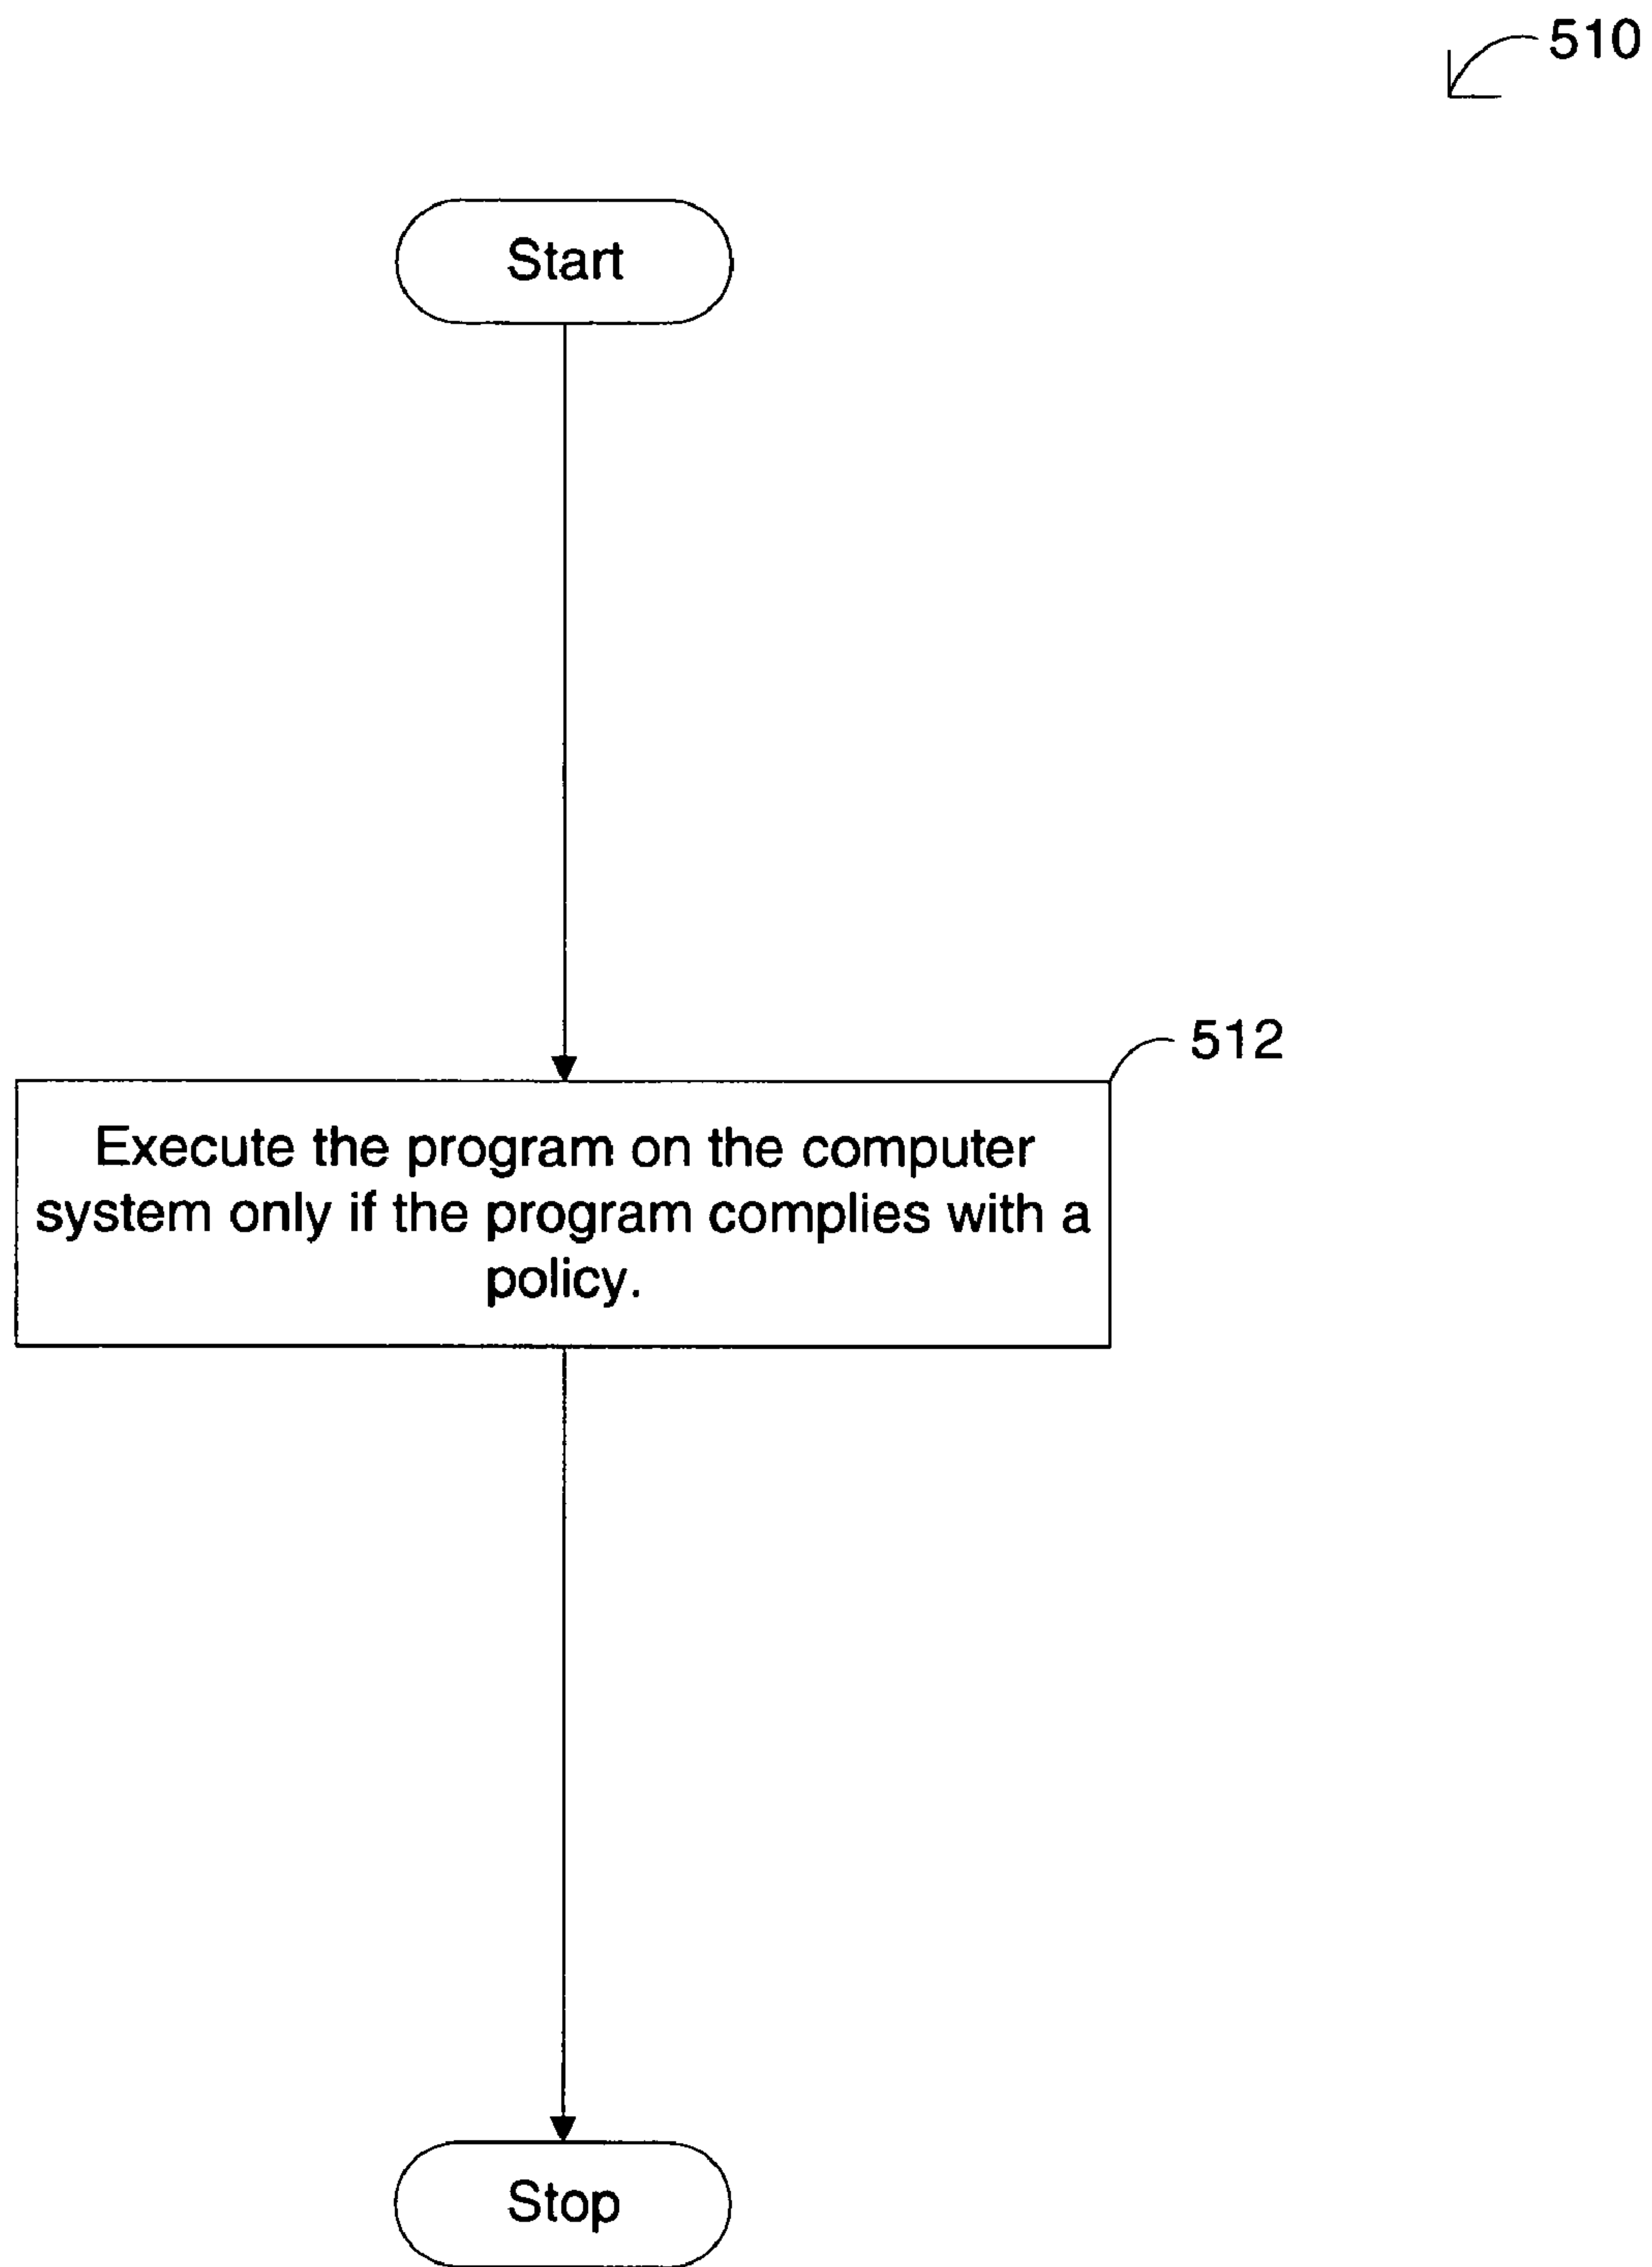 510
Start
512
Execute the program on the computer
system only if the program complies with a
policy.
Stop